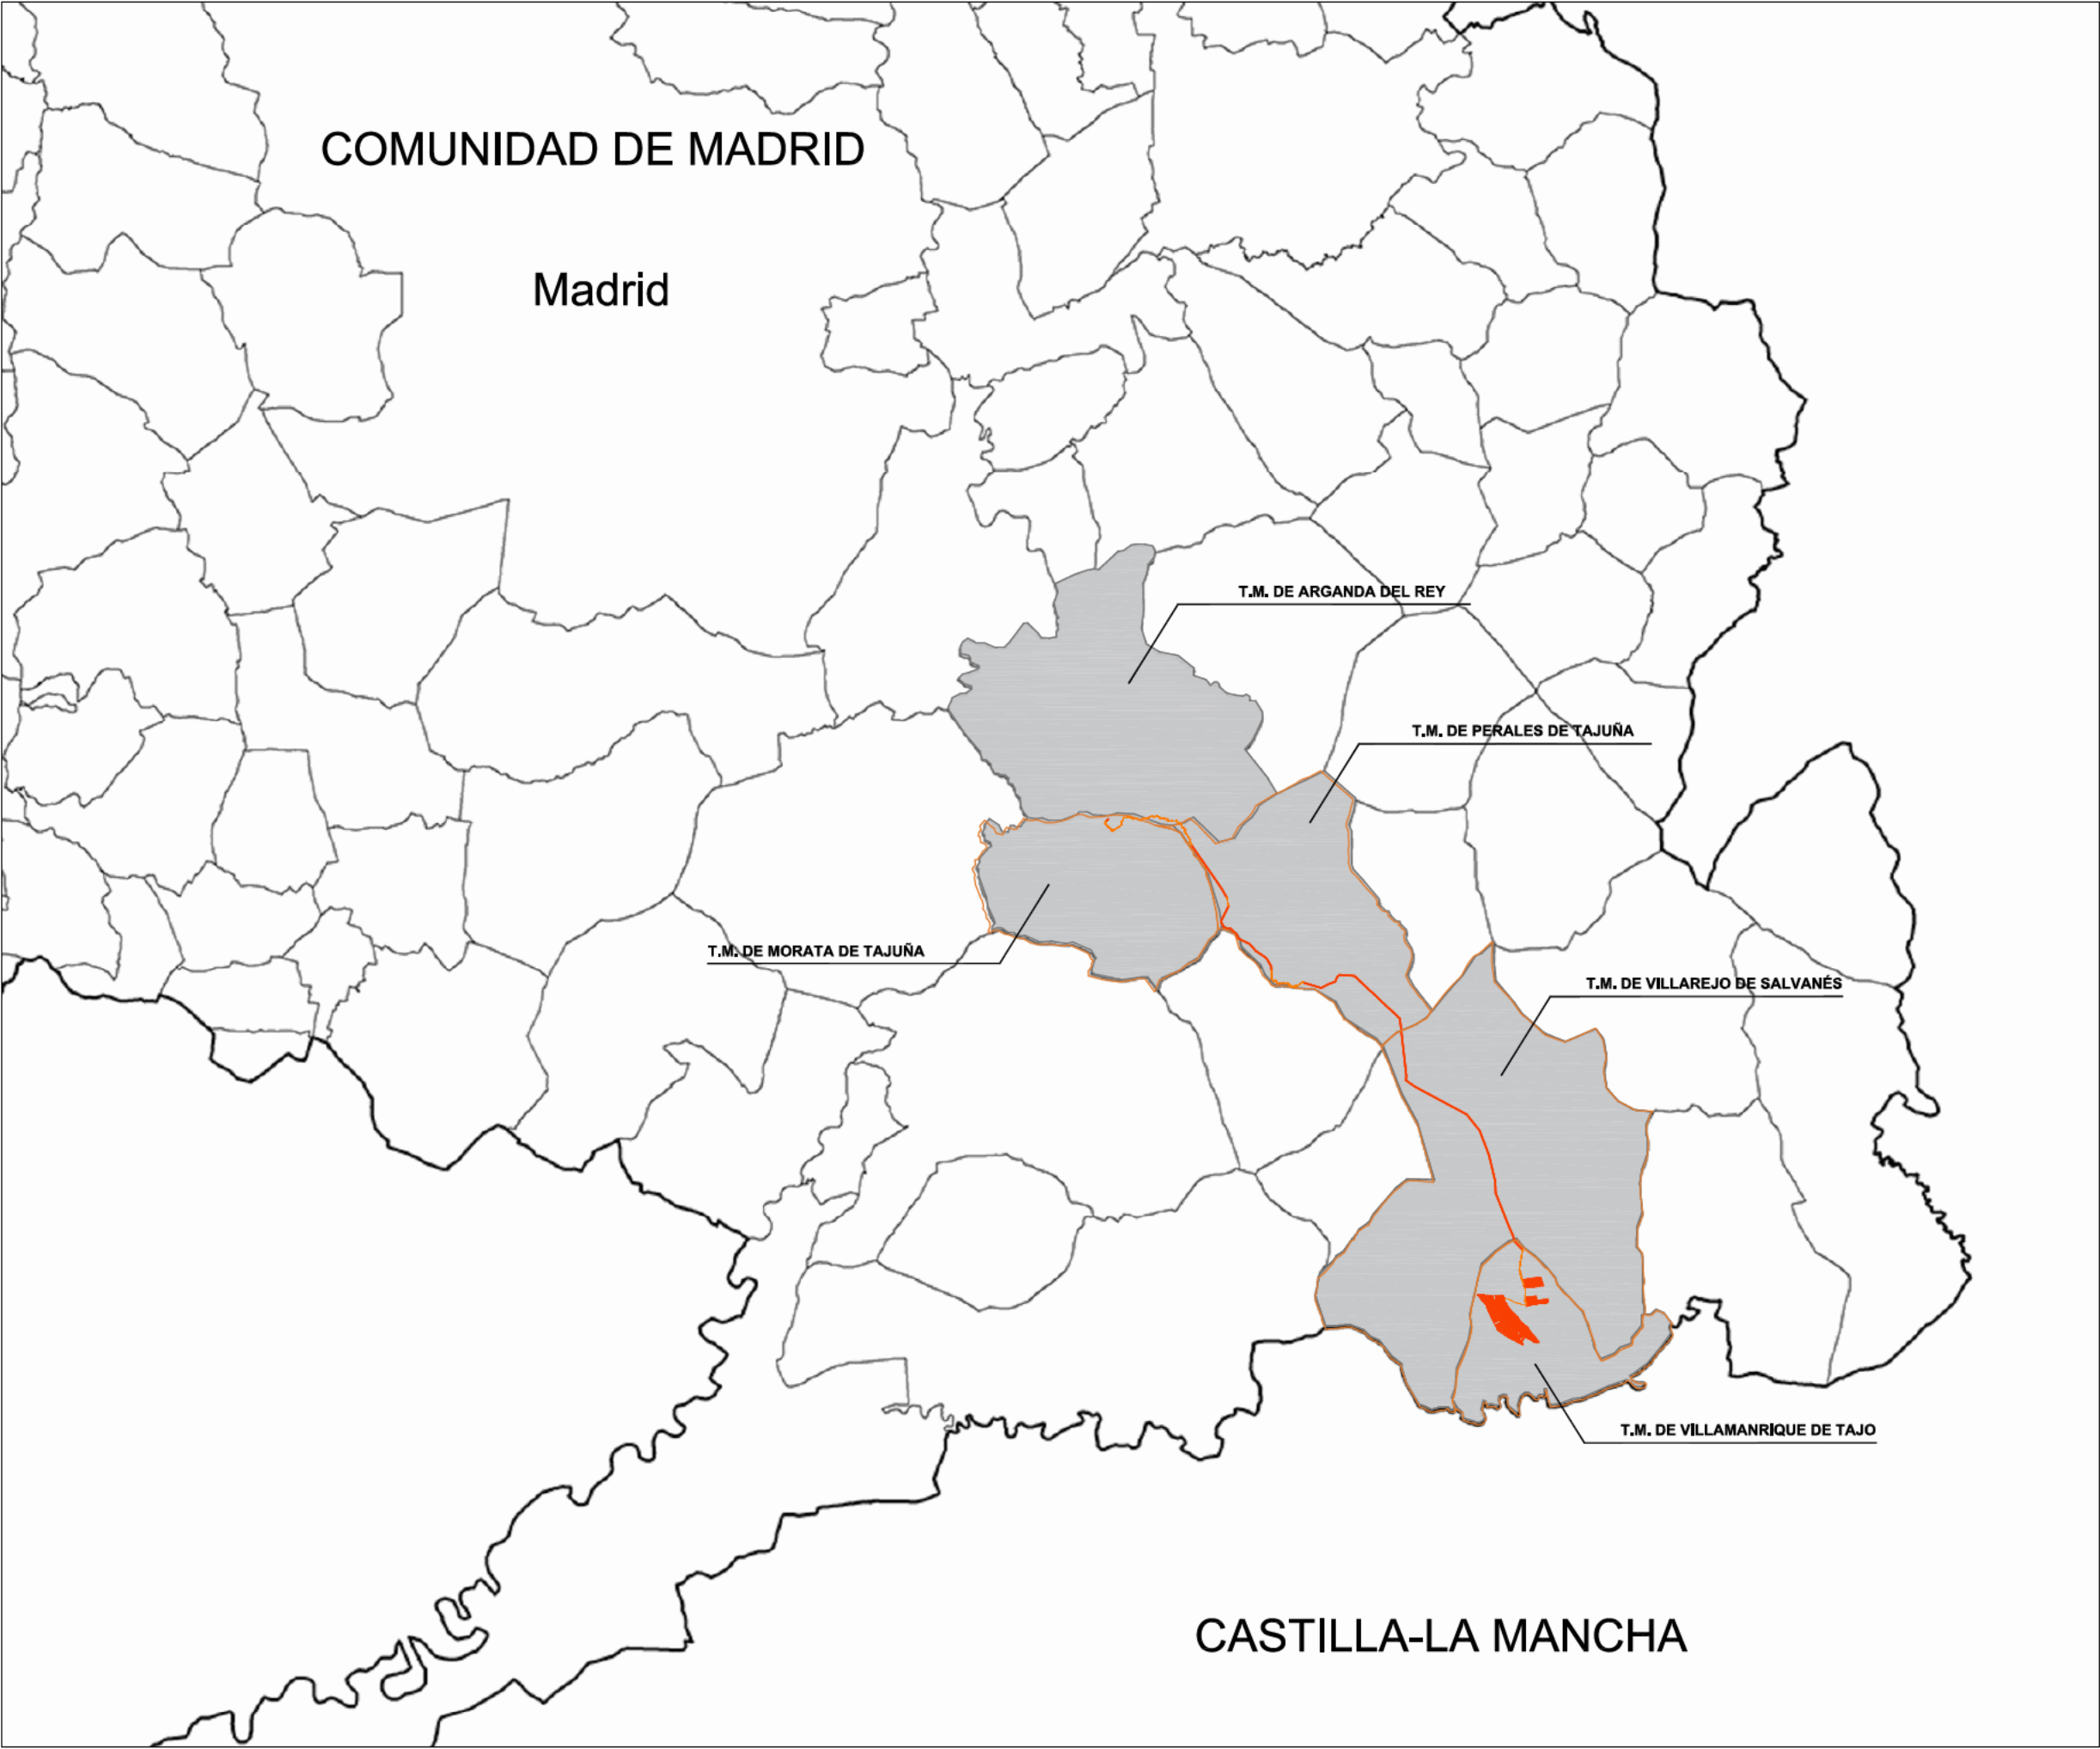 COMUNIDAD DE MADRID
Madrid
T.M. DE ARGANDA DEL REY
T.M. DE PERALES DE TAJUÑA
T.M. DE MORATA DE TAJUÑA
T.M. DE VILLAREJO DE SALVANÉS
T.M. DE VILLAMANRIQUE DE TAJO
CASTILLA-LA MANCHA